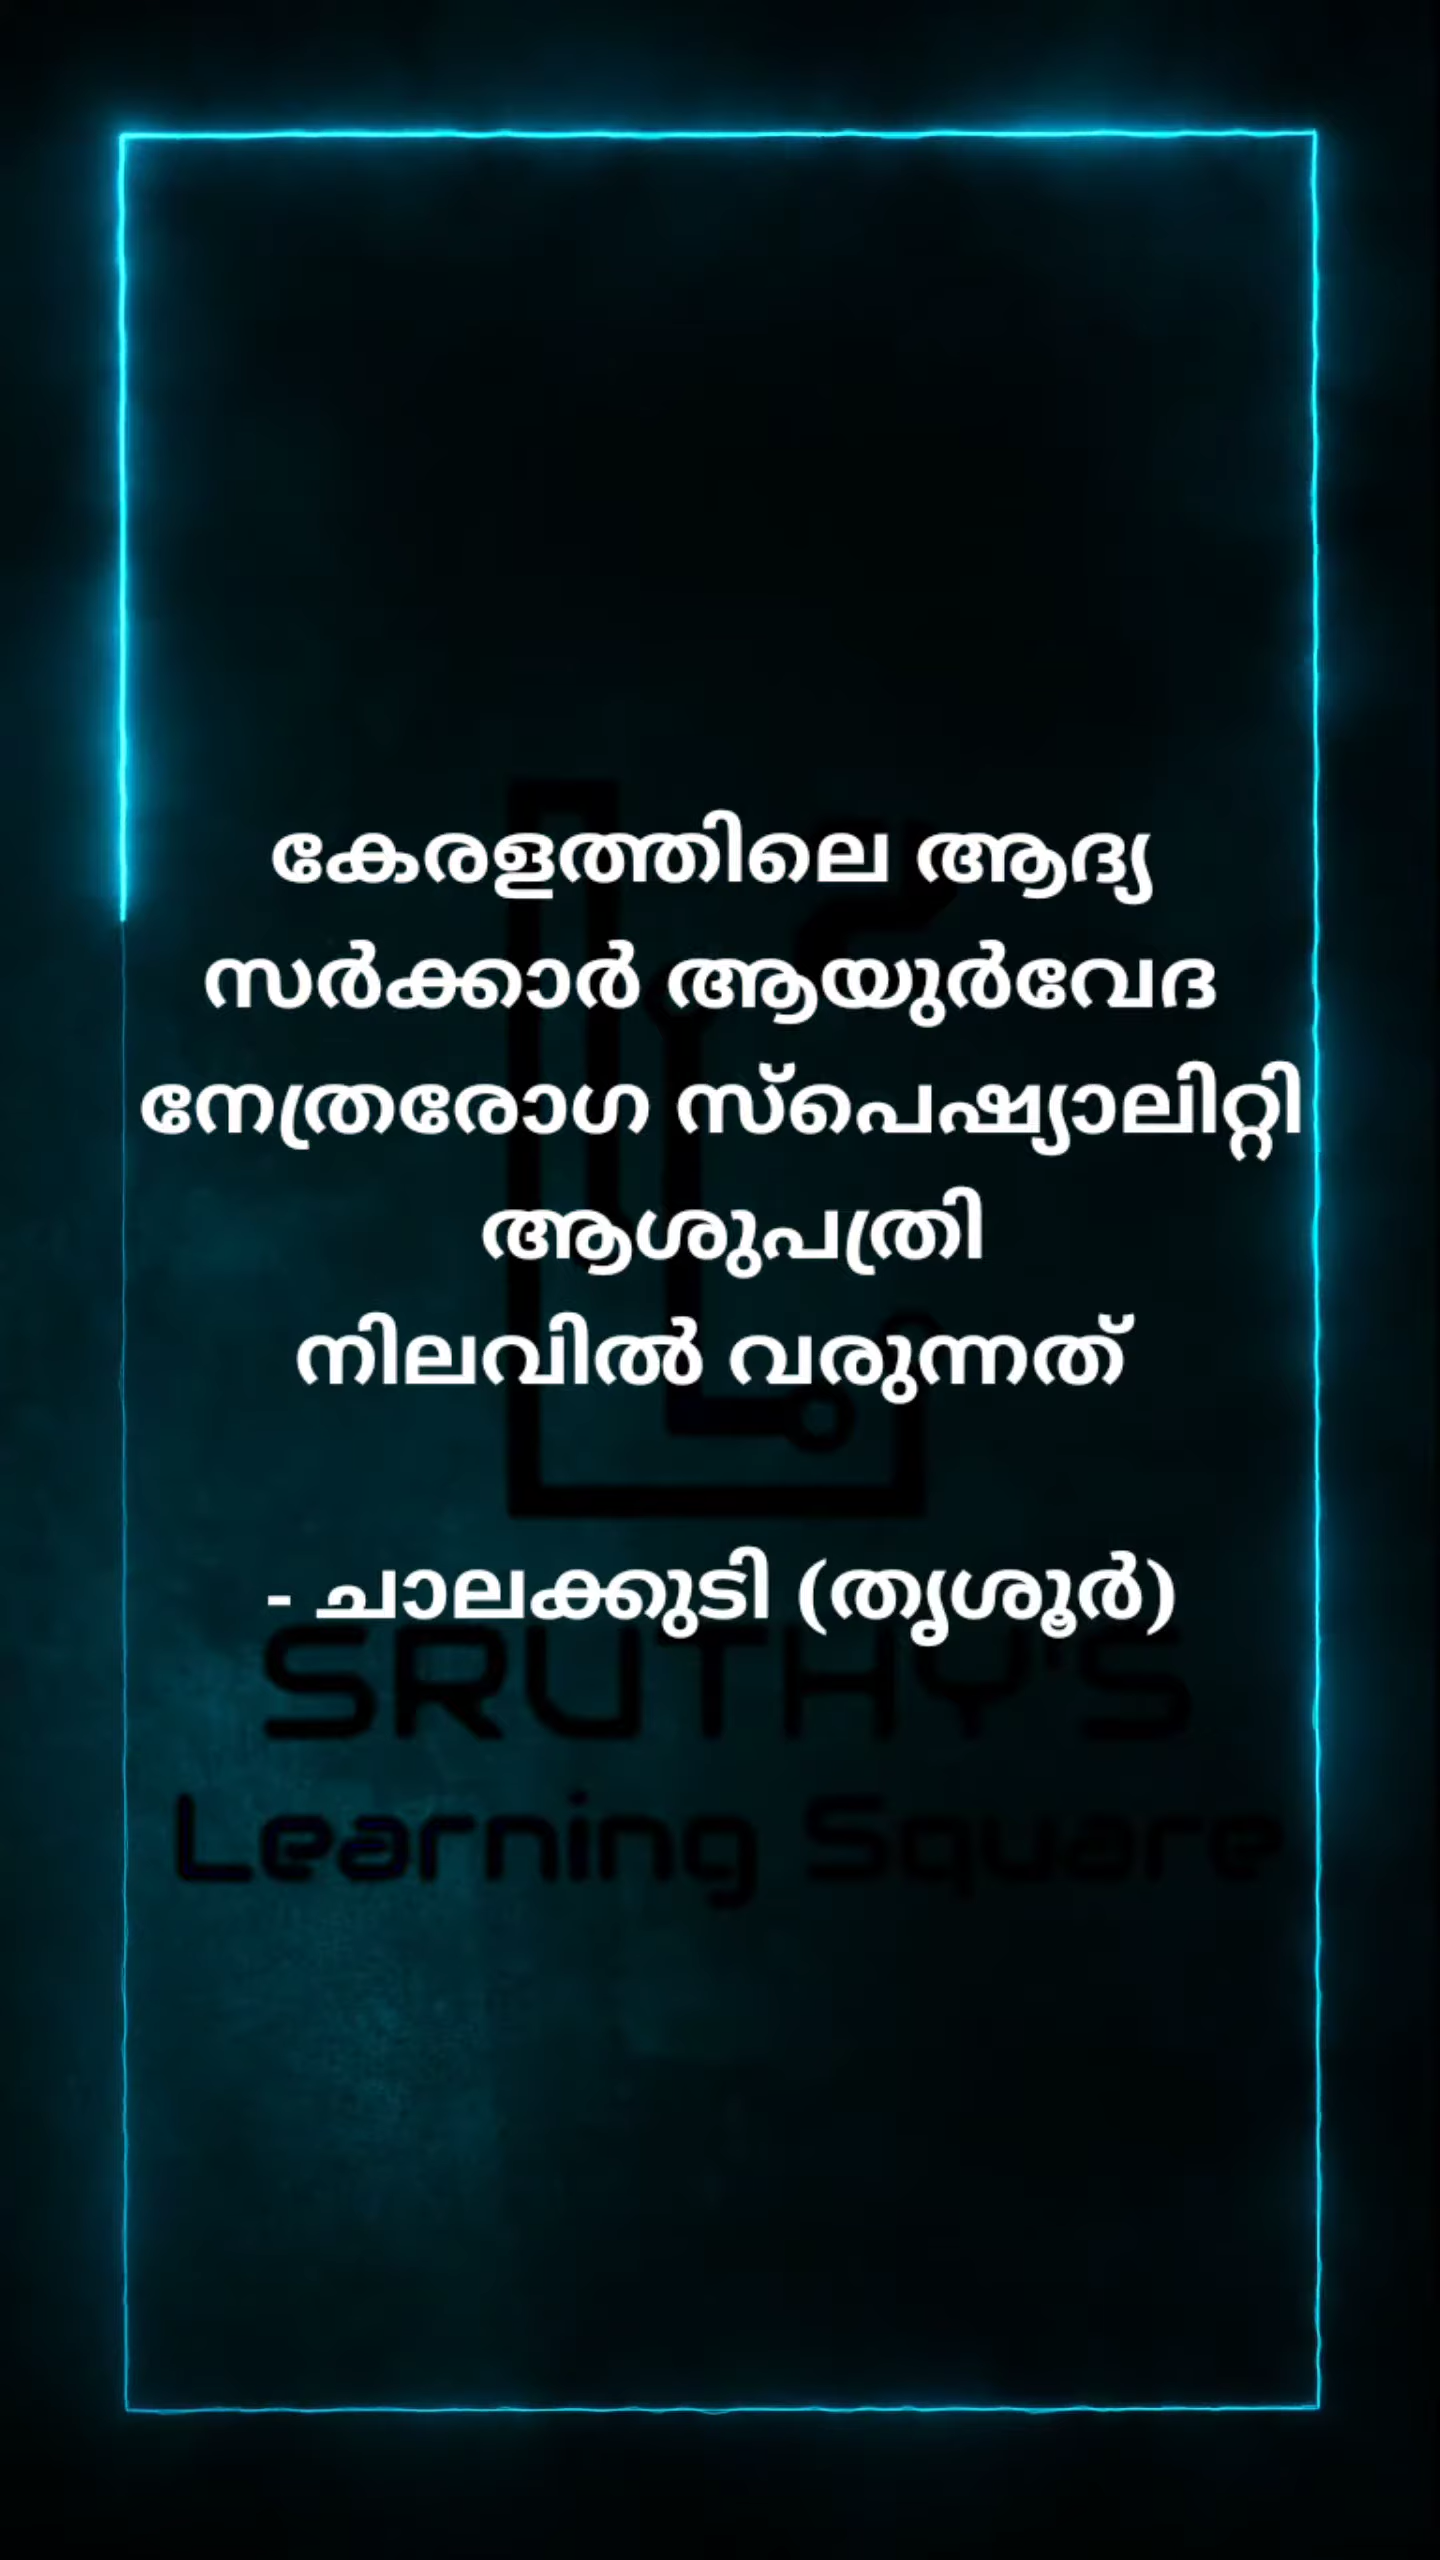 കേരളത്തിലെ ആദ്യ
സർക്കാർ ആയുർവേദ
നേത്രരോഗ സ്പെഷ്യാലിറ്റി
ആശുപത്രി
നിലവിൽ വരുന്നത്
- ചാലക്കുടി (തൃശൂർ)
SRUTHY'S
Learning Square